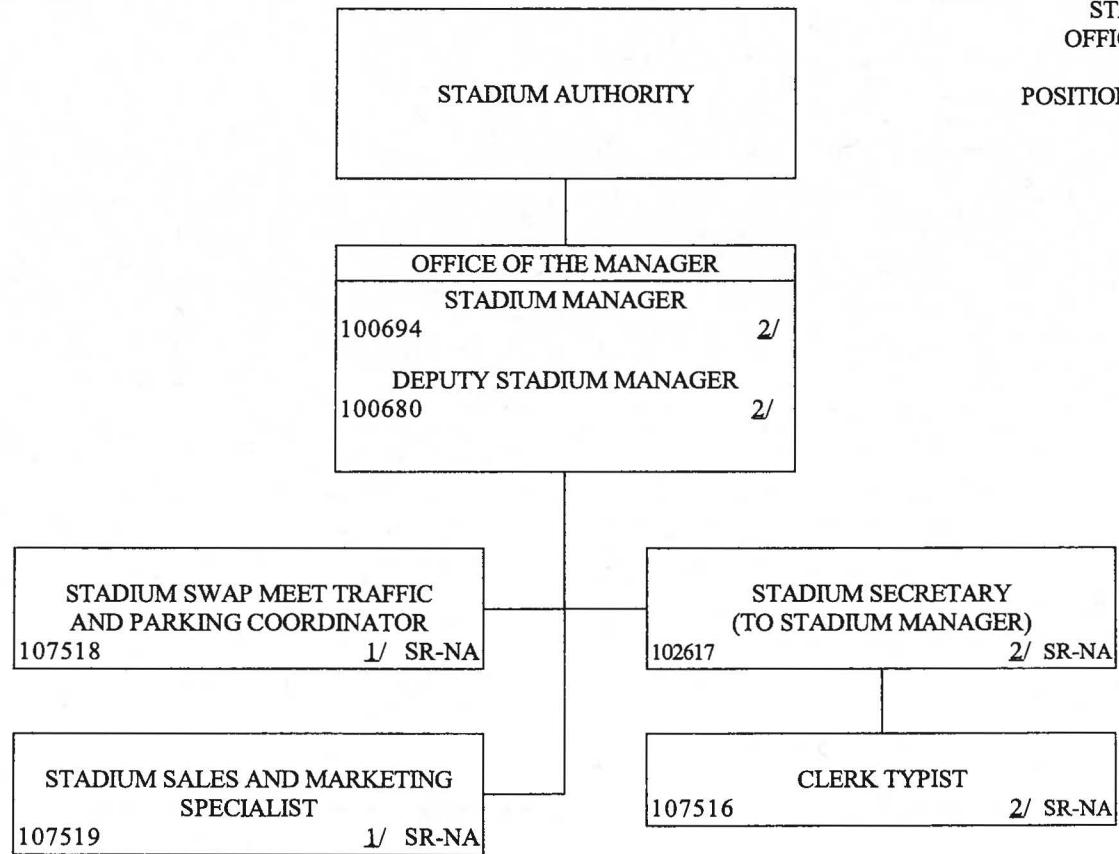 STADIUM AUTHORITY
OFFICE OF THE MANAGER
STADIUM MANAGER
100694 2/
DEPUTY STADIUM MANAGER
100680 2/
STADIUM SWAP MEET TRAFFIC
AND PARKING COORDINATOR
107518 1/ SR-NA
STADIUM SECRETARY
(TO STADIUM MANAGER)
102617 2/ SR-NA
STADIUM SALES AND MARKETING
SPECIALIST
107519 1/ SR-NA
CLERK TYPIST
107516 2/ SR-NA